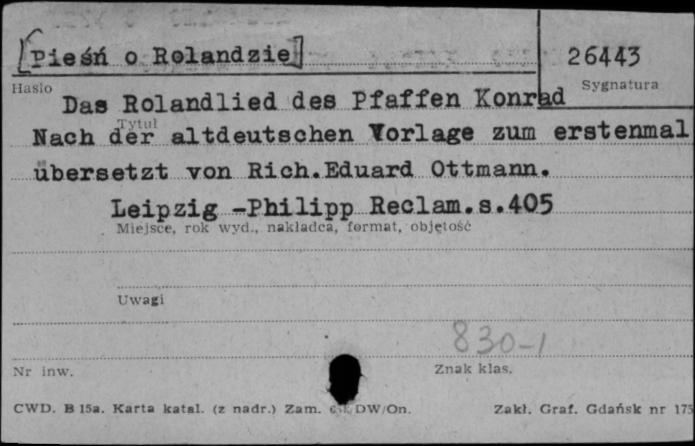 [Pieśń o Rolandzie]
26443
Hasło
Sygnatura
Das Rolandlied des Pfaffen Konrad
Tytuł
Nach der altdeutschen Vorlage zum erstenmal
übersetzt von Rich.Eduard Ottmann.
Leipzig -Philipp Reclam.s.405
Miejsce, rok wyd., nakładca, format, objętość
Uwagi
830-1
Nr inw.
Znak klas.
CWD. B 15a. Karta katal. (z nadr.) Zam. DW/On.
Zakł. Graf. Gdańsk nr 175